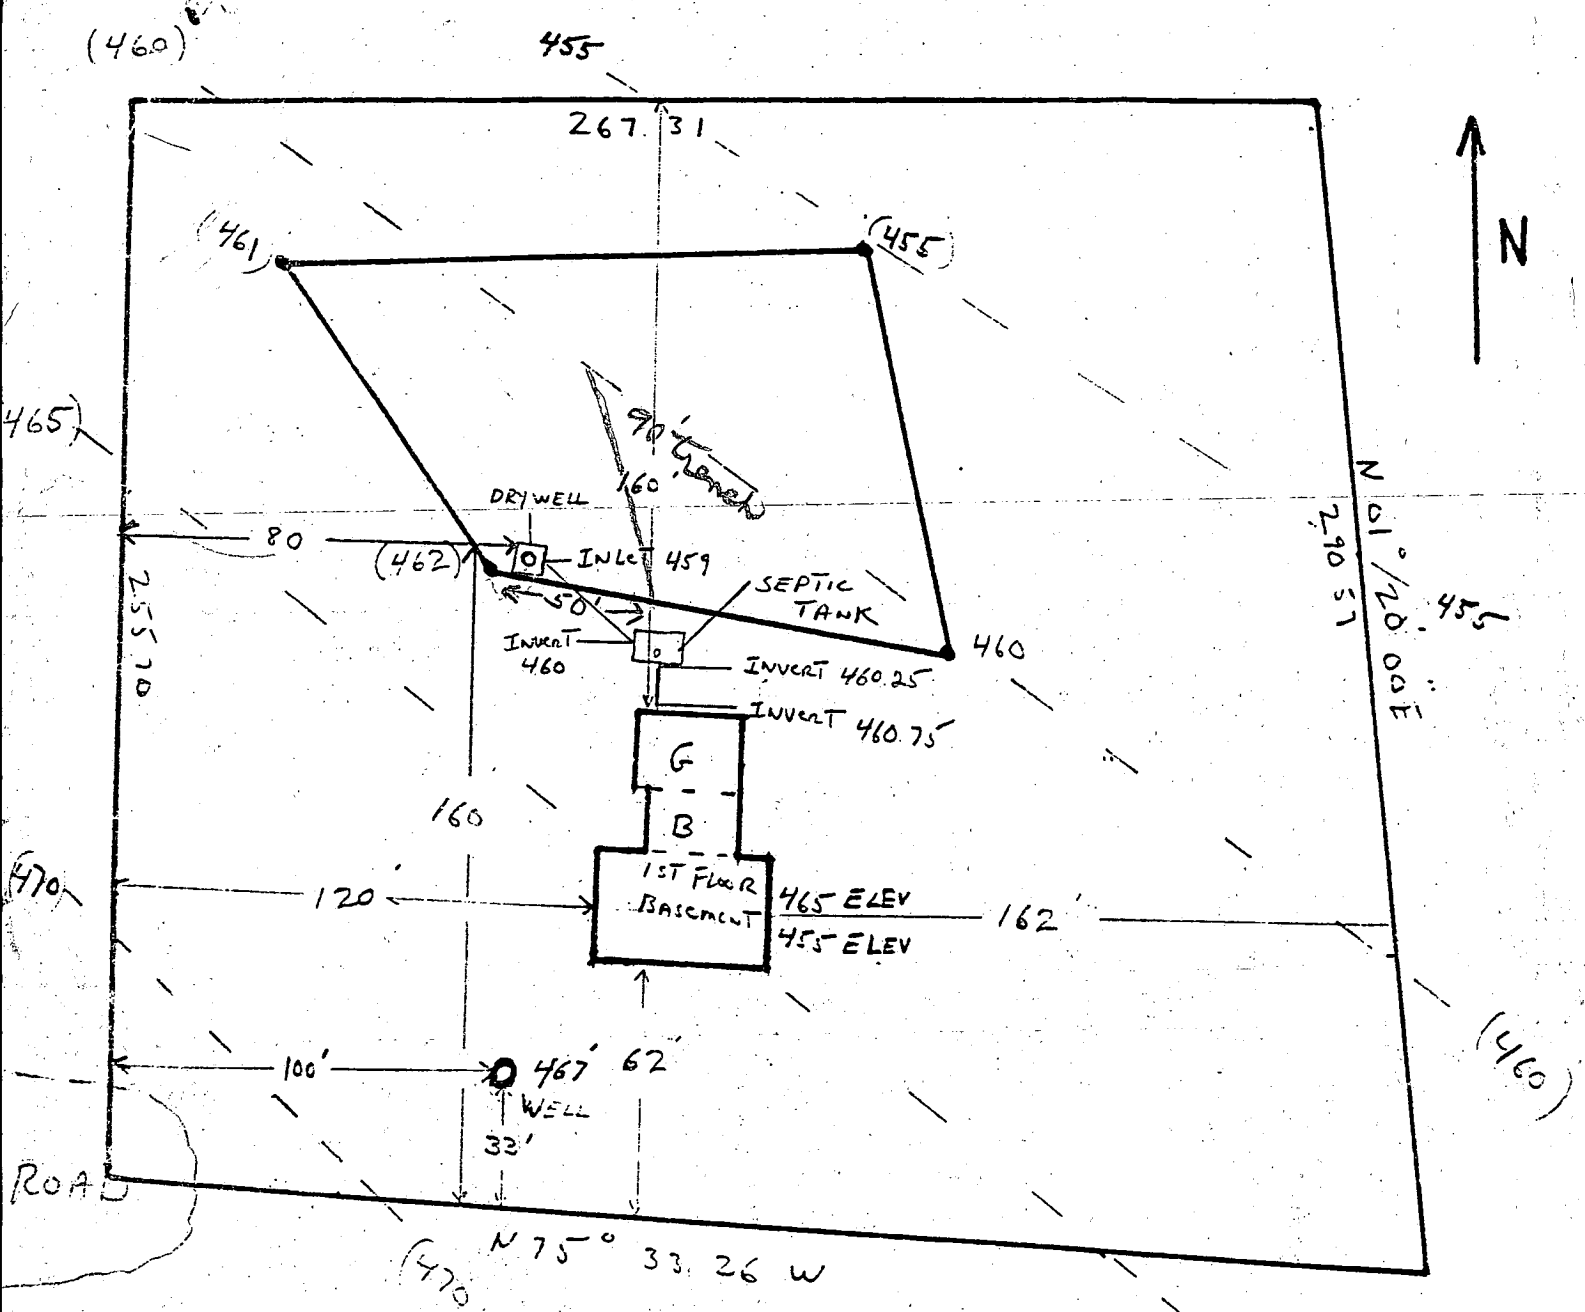 (460)
455
267.31
N
(461)
(455)
465)
90' trench
160'
DRYWELL
80
(462)
INLET 459
SEPTIC
TANK
50'
INVERT
460
460
INVERT 460.25
INVERT 460.75
255 70
N 01° 20' 00" E
290 57
455
G
B
160
1ST FLOOR
BASEMENT
465 ELEV
455 ELEV
(470)
120'
162'
(460)
100'
467'
WELL
62'
33'
ROAD
N 75° 33. 26 W
(470